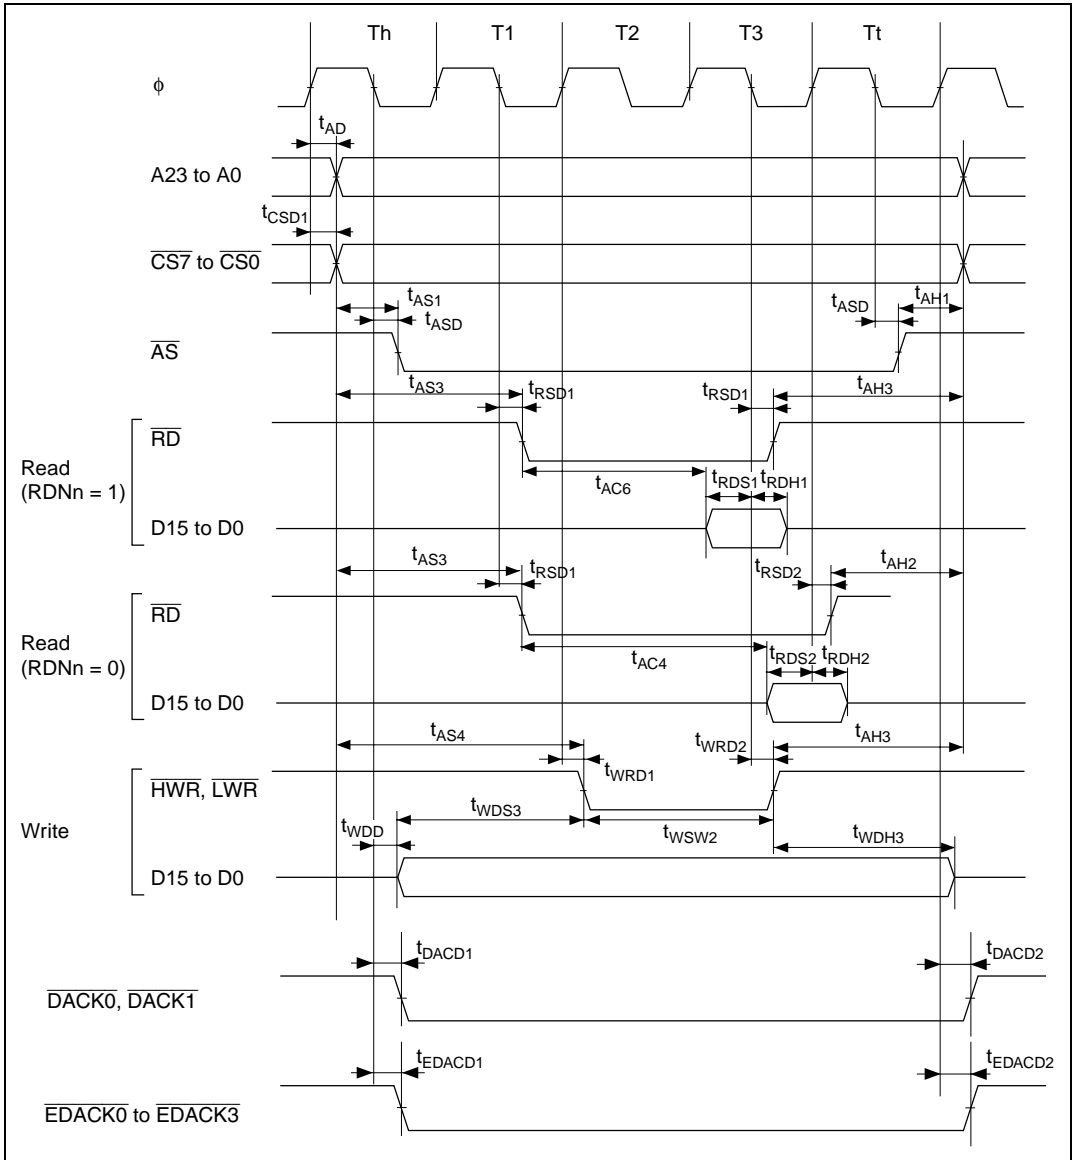 Th T1 T2 T3 Tt
ϕ
tAD
A23 to A0
tCSD1
CS7 to CS0
tAS1
tASD
tASD
tAH1
AS
tAS3
tRSD1
tRSD1
tAH3
RD
Read
(RDNn = 1)
tAC6
tRDS1
tRDH1
D15 to D0
tAS3
tRSD1
tRSD2
tAH2
RD
Read
(RDNn = 0)
tAC4
tRDS2
tRDH2
D15 to D0
tAS4
tWRD1
tWRD2
tAH3
HWR, LWR
Write
tWDD
tWDS3
tWSW2
tWDH3
D15 to D0
tDACD1
tDACD2
DACK0, DACK1
tEDACD1
tEDACD2
EDACK0 to EDACK3